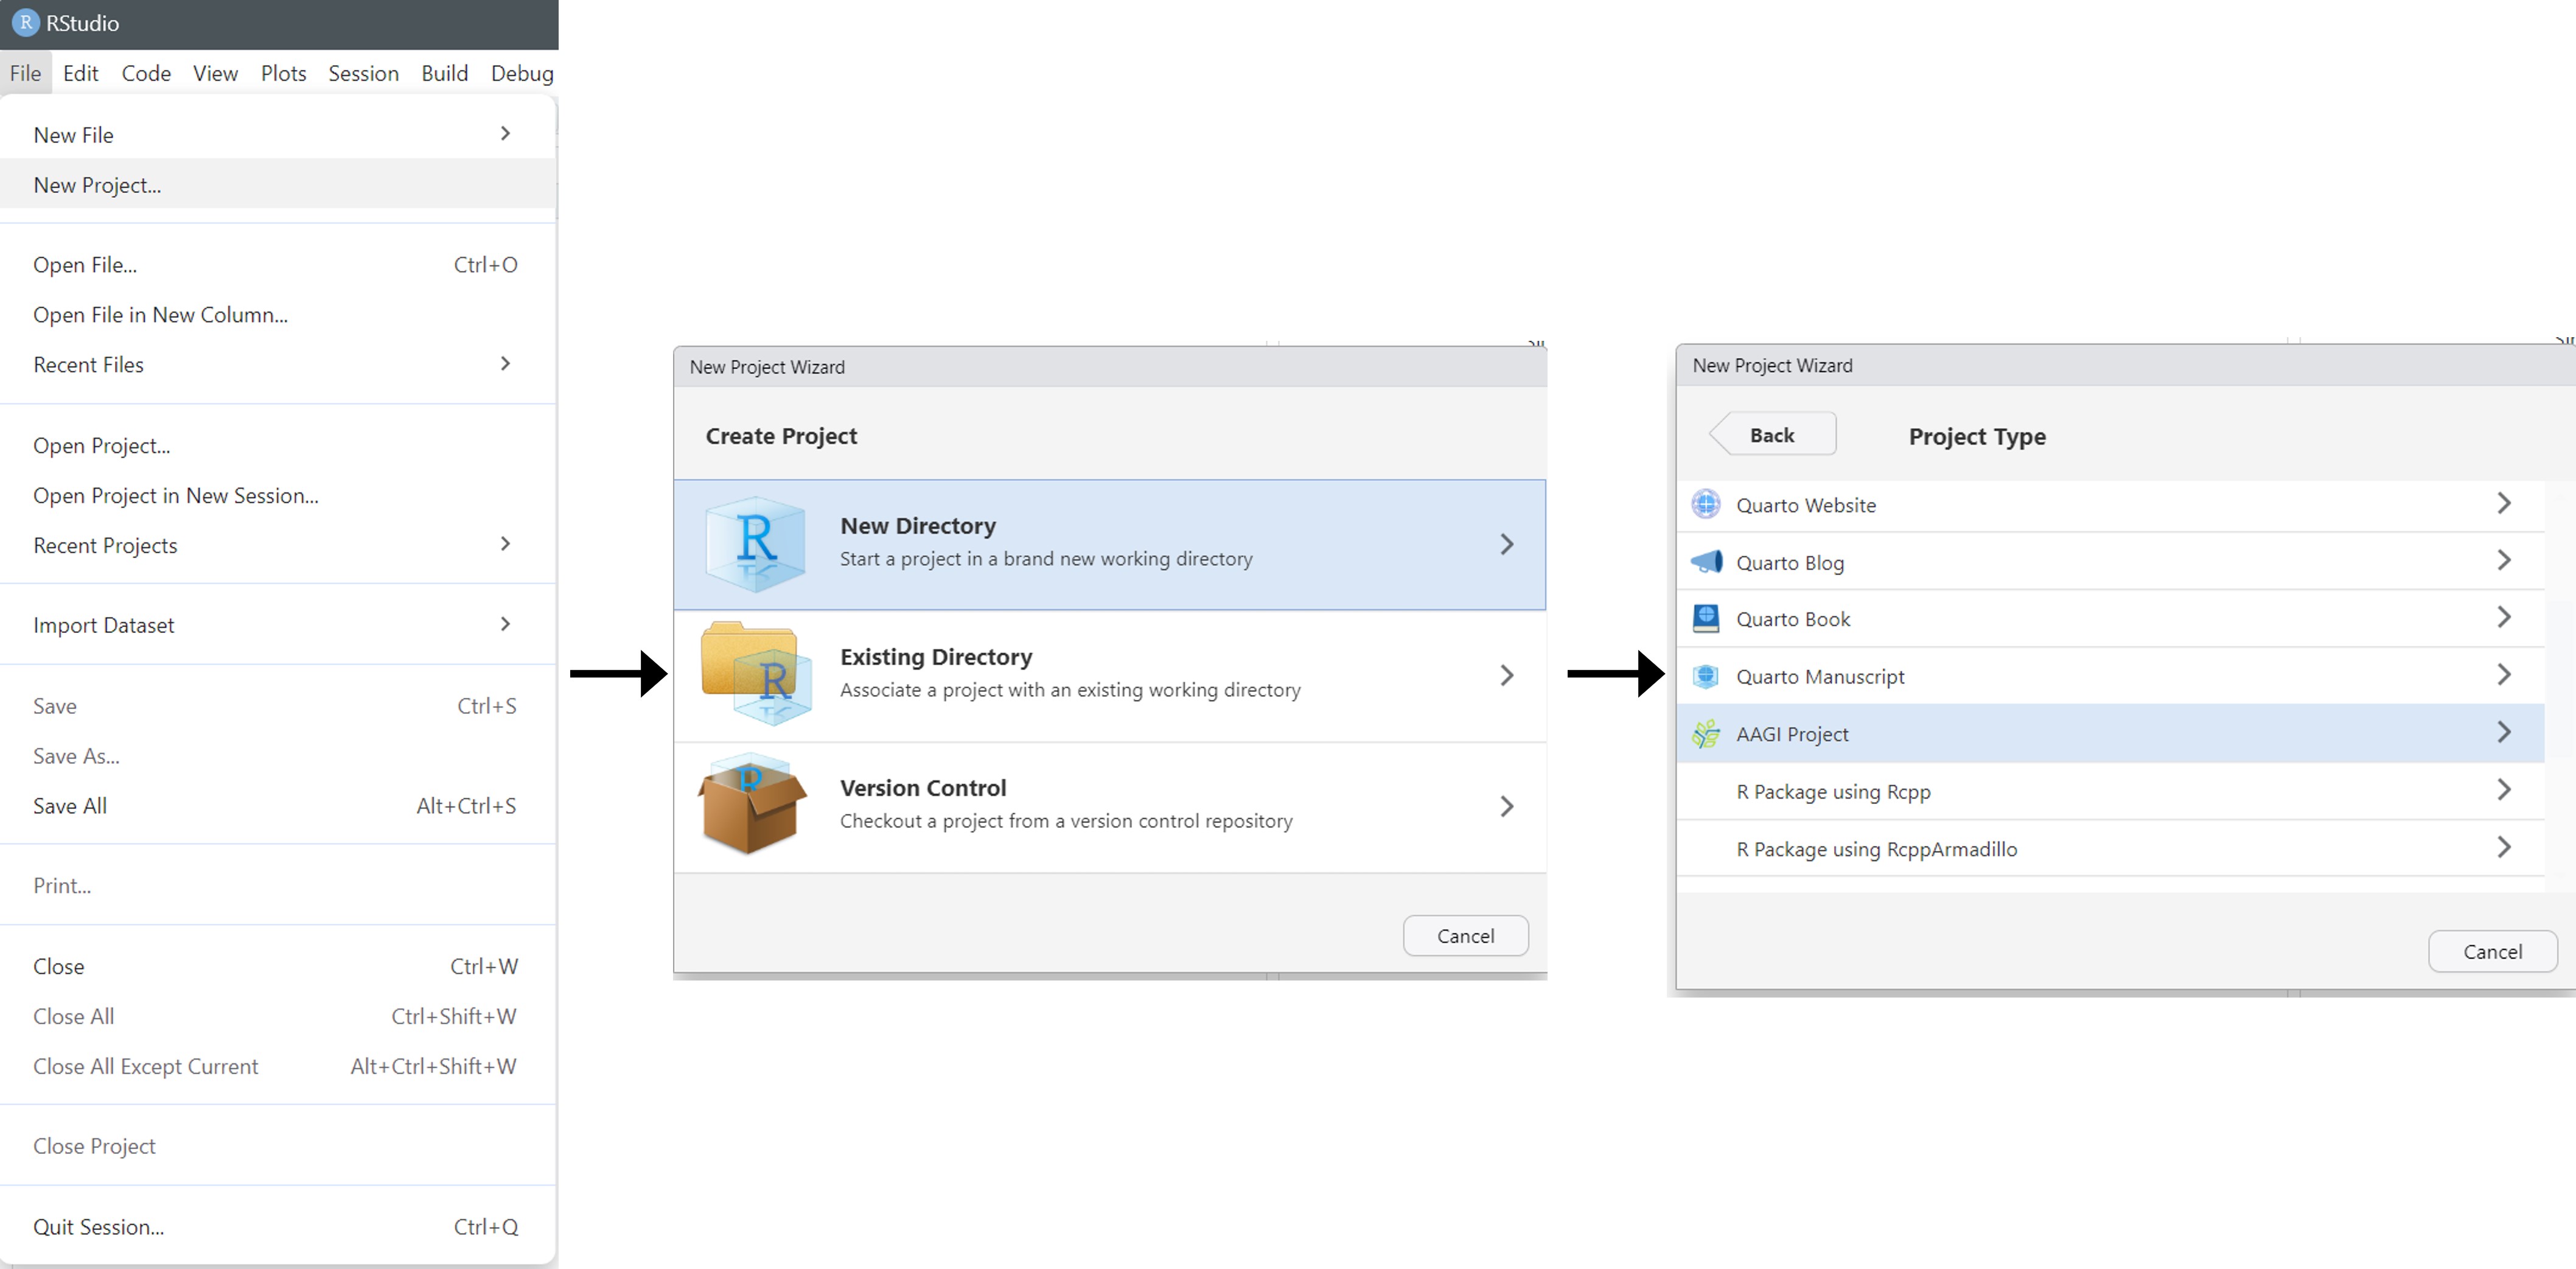 RStudio
File Edit Code View Plots Session Build Debug
New File
New Project...
Open File... Ctrl+O
Open File in New Column...
Recent Files
Open Project...
Open Project in New Session...
Recent Projects
Import Dataset
Save Ctrl+S
Save As...
Save All Alt+Ctrl+S
Print...
Close Ctrl+W
Close All Ctrl+Shift+W
Close All Except Current Alt+Ctrl+Shift+W
Close Project
Quit Session... Ctrl+Q
New Project Wizard
Create Project
New Directory
Start a project in a brand new working directory
Existing Directory
Associate a project with an existing working directory
Version Control
Checkout a project from a version control repository
Cancel
New Project Wizard
Back Project Type
Quarto Website
Quarto Blog
Quarto Book
Quarto Manuscript
AAGI Project
R Package using Rcpp
R Package using RcppArmadillo
Cancel